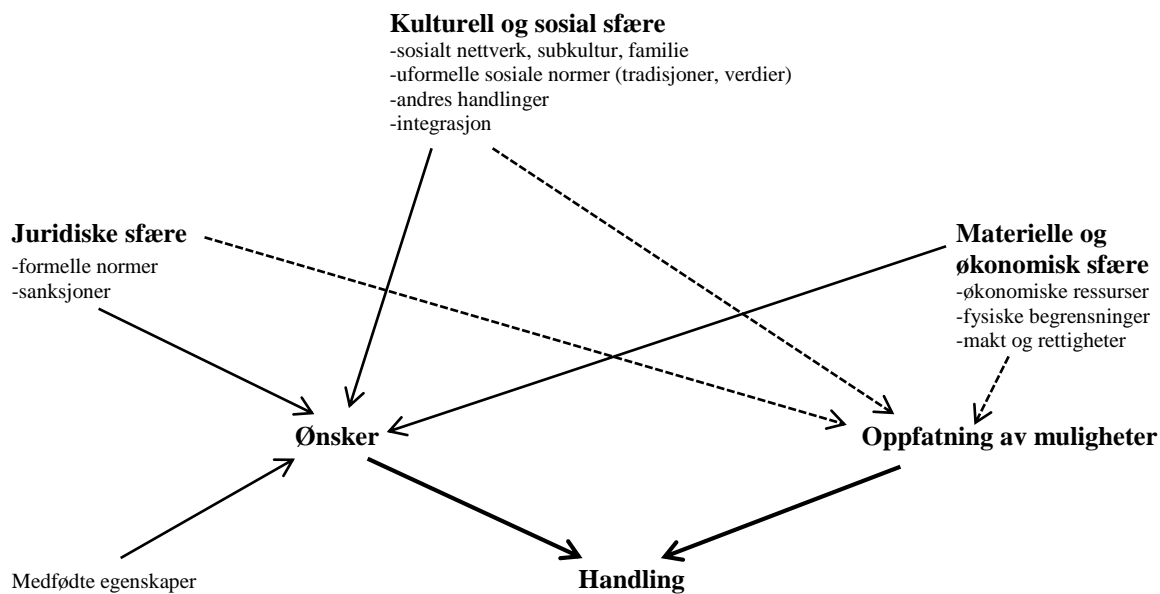 Kulturell og sosial sfære
-sosialt nettverk, subkultur, familie
-uformelle sosiale normer (tradisjoner, verdier)
-andres handlinger
-integrasjon
Juridiske sfære
-formelle normer
-sanksjoner
Materielle og
økonomisk sfære
-økonomiske ressurser
-fysiske begrensninger
-makt og rettigheter
Ønsker
Oppfatning av muligheter
Medfødte egenskaper
Handling